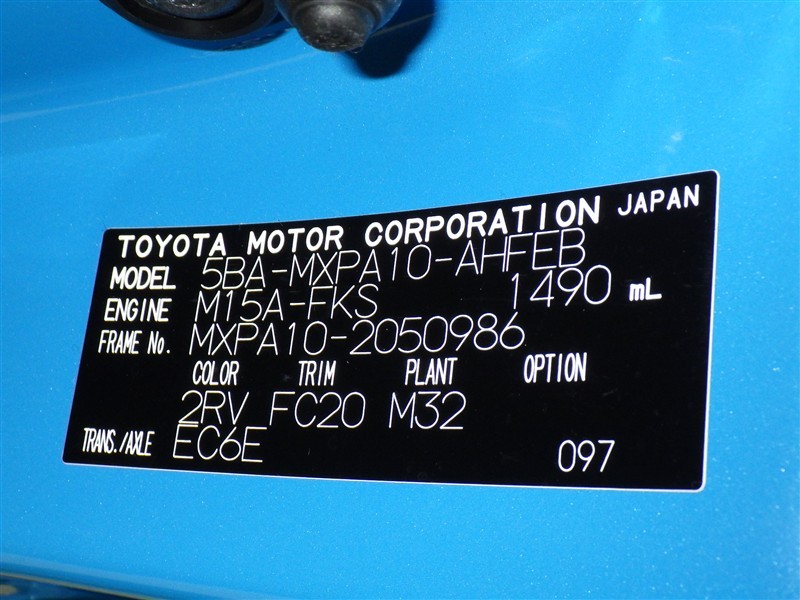 TOYOTA MOTOR CORPORATION JAPAN
MODEL 5BA-MXPA10-AHFEB
ENGINE M15A-FKS 1490 mL
FRAME No. MXPA10-2050986
COLOR TRIM PLANT OPTION
2RV FC20 M32
TRANS./AXLE EC6E 097